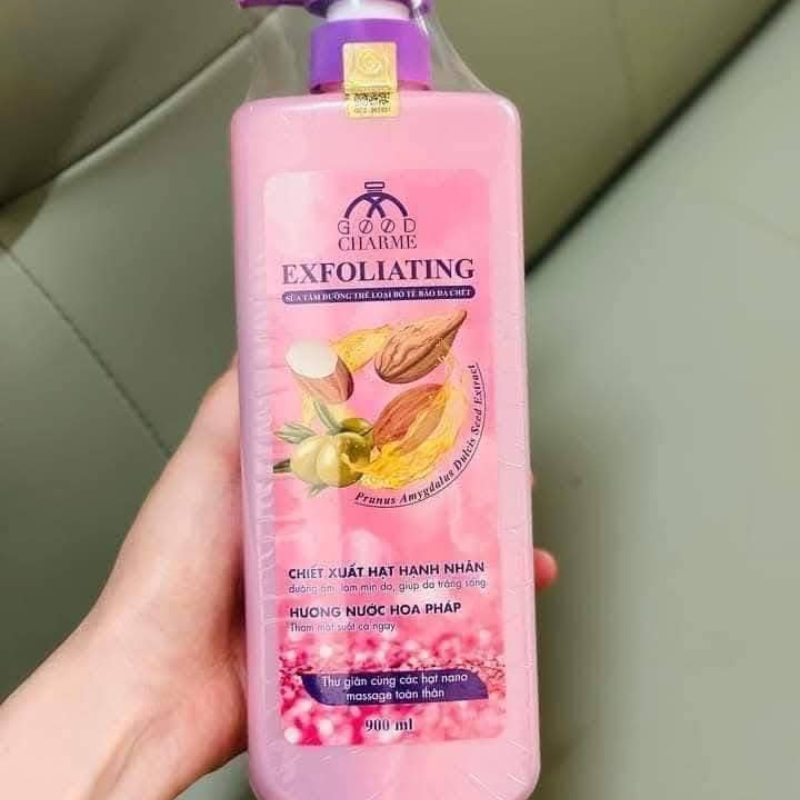 GOOD
CHARME
EXFOLIATING
SỮA TẮM DƯỠNG THỂ LOẠI BỎ TẾ BÀO DA CHẾT
Prunus Amygdalus Dulcis Seed Extract
CHIẾT XUẤT HẠT HẠNH NHÂN
dưỡng ẩm, làm mịn da, giúp da trắng sáng
HƯƠNG NƯỚC HOA PHÁP
Thơm mát suốt cả ngày
Thư giãn cùng các hạt nano
massage toàn thân
900 ml